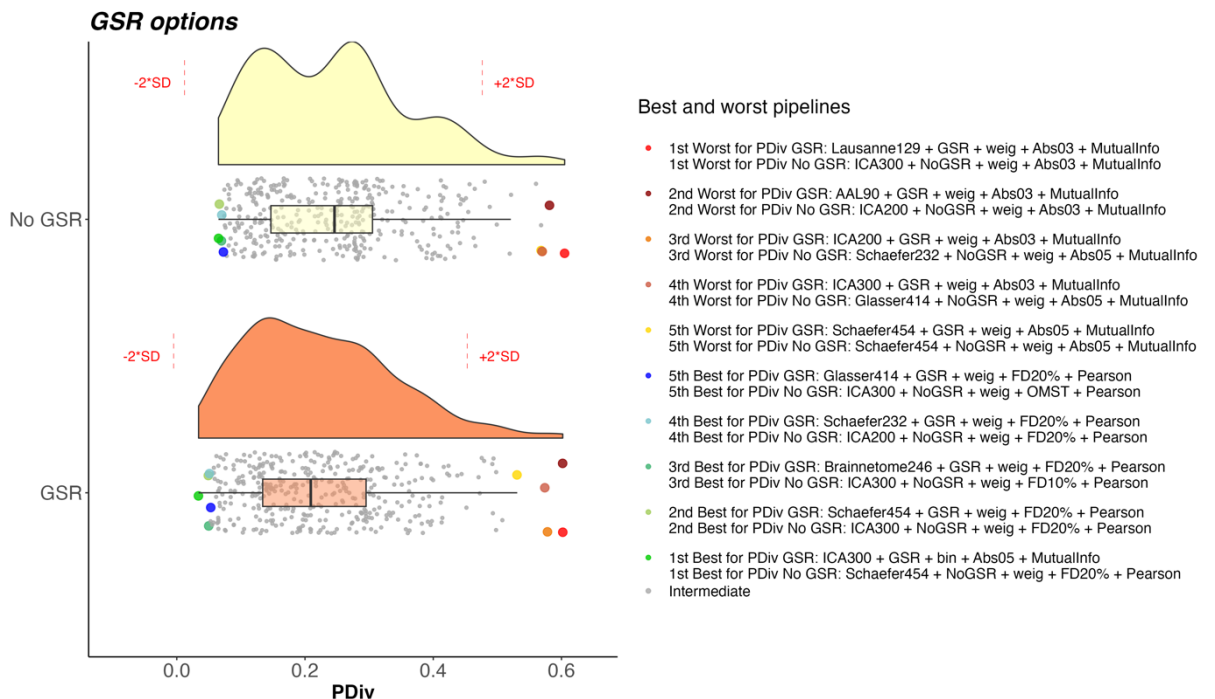 GSR options
-2*SD
+2*SD
No GSR
-2*SD
+2*SD
GSR
0.0
0.2
0.4
0.6
PDiv
Best and worst pipelines
1st Worst for PDiv GSR: Lausanne129 + GSR + weig + Abs03 + MutualInfo
1st Worst for PDiv No GSR: ICA300 + NoGSR + weig + Abs03 + MutualInfo
2nd Worst for PDiv GSR: AAL90 + GSR + weig + Abs03 + MutualInfo
2nd Worst for PDiv No GSR: ICA200 + NoGSR + weig + Abs03 + MutualInfo
3rd Worst for PDiv GSR: ICA200 + GSR + weig + Abs03 + MutualInfo
3rd Worst for PDiv No GSR: Schaefer232 + NoGSR + weig + Abs05 + MutualInfo
4th Worst for PDiv GSR: ICA300 + GSR + weig + Abs03 + MutualInfo
4th Worst for PDiv No GSR: Glasser414 + NoGSR + weig + Abs05 + MutualInfo
5th Worst for PDiv GSR: Schaefer454 + GSR + weig + Abs05 + MutualInfo
5th Worst for PDiv No GSR: Schaefer454 + NoGSR + weig + Abs05 + MutualInfo
5th Best for PDiv GSR: Glasser414 + GSR + weig + FD20% + Pearson
5th Best for PDiv No GSR: ICA300 + NoGSR + weig + OMST + Pearson
4th Best for PDiv GSR: Schaefer232 + GSR + weig + FD20% + Pearson
4th Best for PDiv No GSR: ICA200 + NoGSR + weig + FD20% + Pearson
3rd Best for PDiv GSR: Brainnetome246 + GSR + weig + FD20% + Pearson
3rd Best for PDiv No GSR: ICA300 + NoGSR + weig + FD10% + Pearson
2nd Best for PDiv GSR: Schaefer454 + GSR + weig + FD20% + Pearson
2nd Best for PDiv No GSR: ICA300 + NoGSR + weig + FD20% + Pearson
1st Best for PDiv GSR: ICA300 + GSR + bin + Abs05 + MutualInfo
1st Best for PDiv No GSR: Schaefer454 + NoGSR + weig + FD20% + Pearson
Intermediate